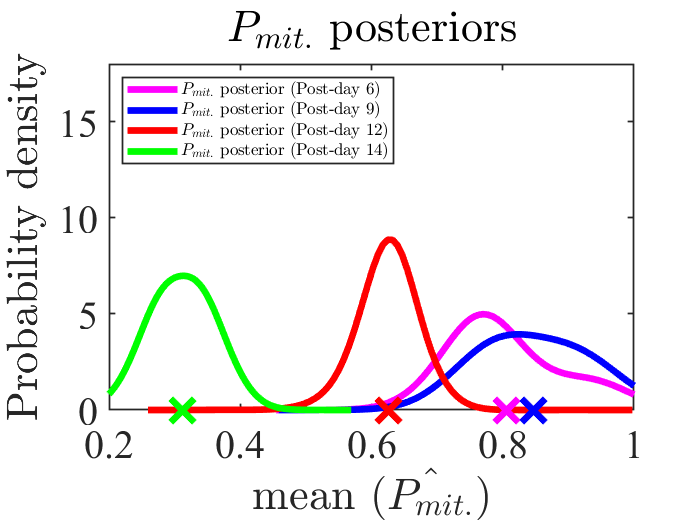 P_mit. posteriors
Probability density
15
10
5
0
P_mit. posterior (Post-day 6)
P_mit. posterior (Post-day 9)
P_mit. posterior (Post-day 12)
P_mit. posterior (Post-day 14)
0.2 0.4 0.6 0.8 1
mean (P̂_mit.)